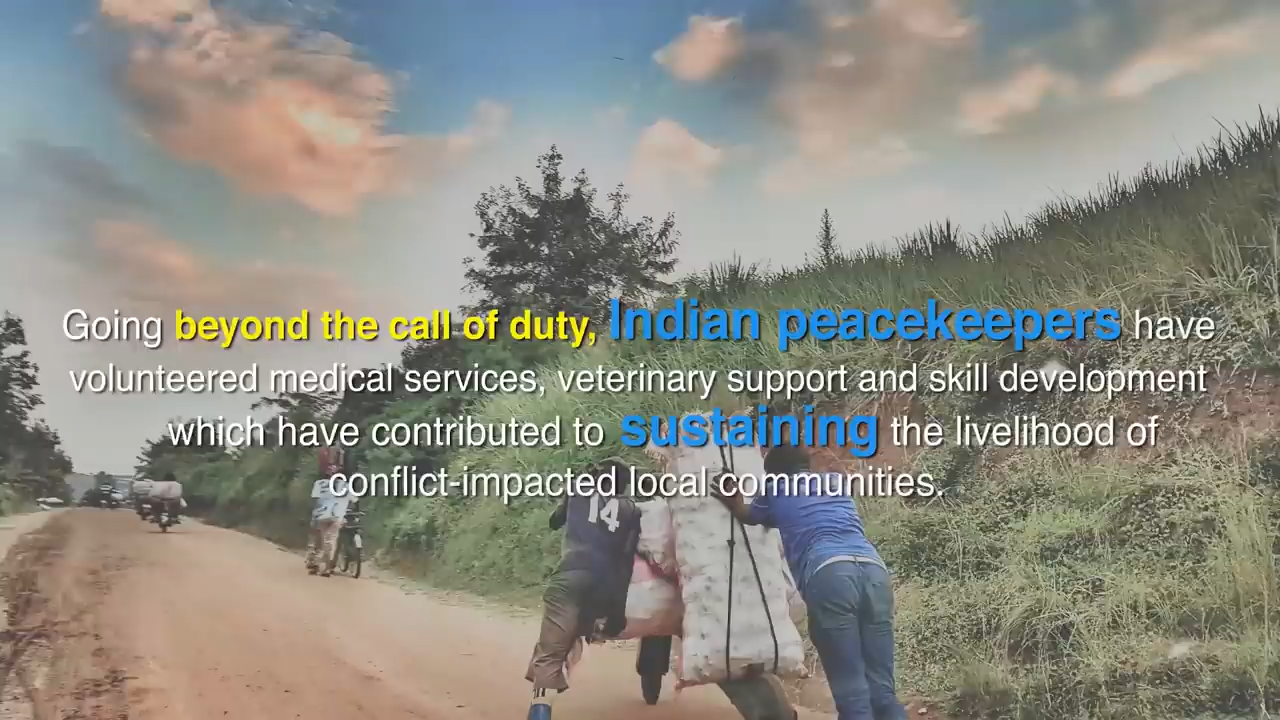 Going beyond the call of duty, Indian peacekeepers have
volunteered medical services, veterinary support and skill development
which have contributed to sustaining the livelihood of
conflict-impacted local communities.
14